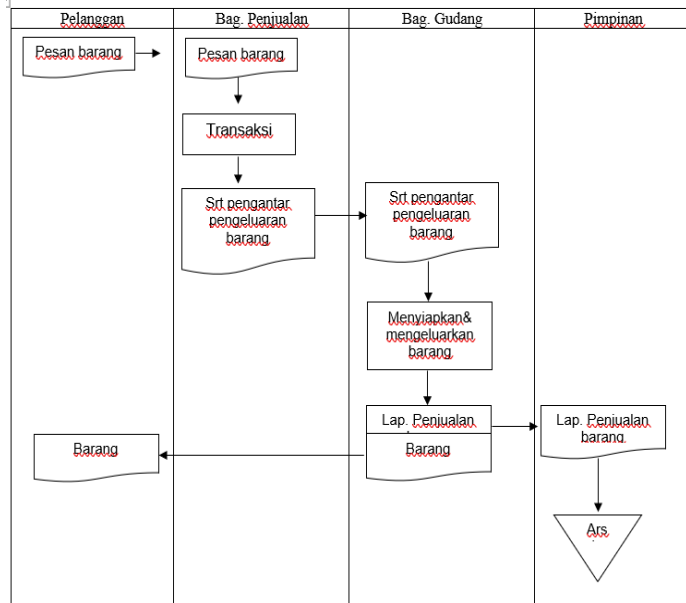 Pelanggan
Bag. Penjualan
Bag. Gudang
Pimpinan
Pesan barang
Pesan barang
Transaksi
Srt pengantar
pengeluaran
barang
Srt pengantar
pengeluaran
barang
Menyiapkan&
mengeluarkan
barang
Lap. Penjualan
Barang
Lap. Penjualan
barang
Barang
Ars